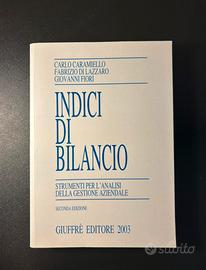 CARLO CARAMIELLO
FABRIZIO DI LAZZARO
GIOVANNI FIORI
INDICI
DI
BILANCIO
STRUMENTI PER L'ANALISI
DELLA GESTIONE AZIENDALE
SECONDA EDIZIONE
GIUFFRÈ EDITORE 2003
subito